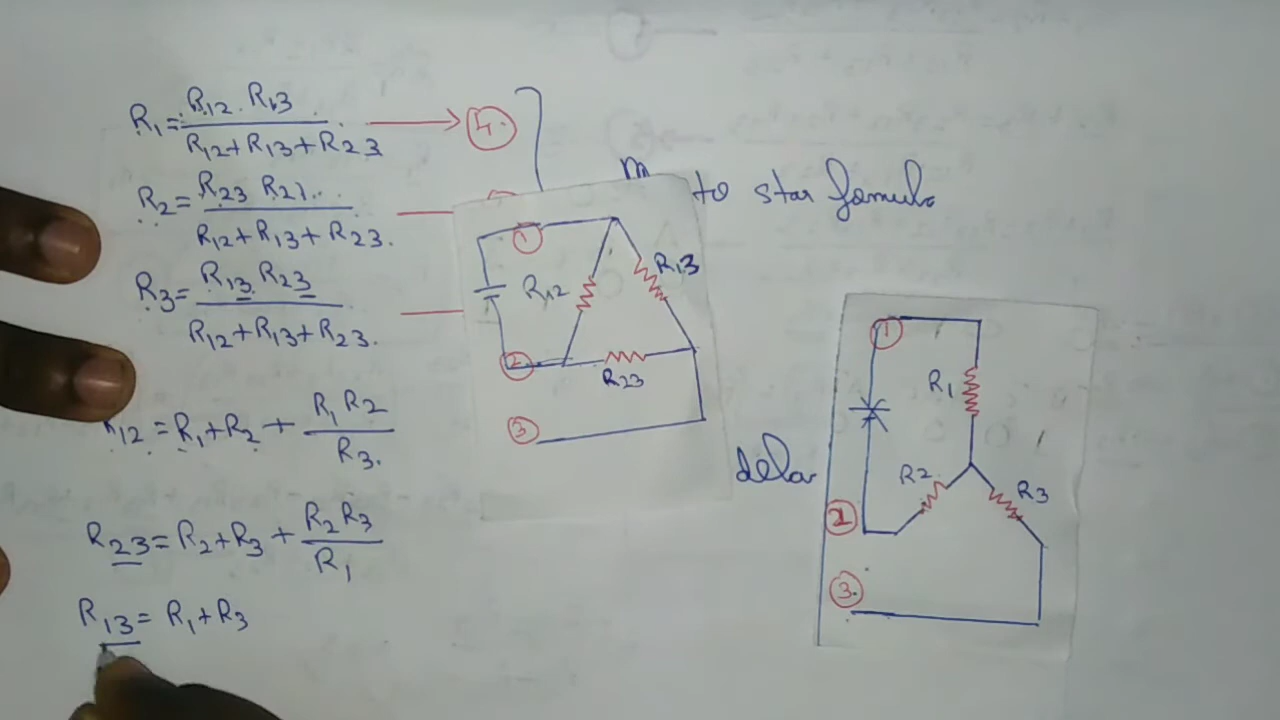 R1 = R12 R13 / R12+R13+R23 → 4
R2 = R23 R21 / R12+R13+R23.
R3 = R13 R23 / R12+R13+R23.
to star fomula
R12 = R1+R2 + R1 R2 / R3.
R23 = R2+R3 + R2 R3 / R1
R13 = R1+R3
1
R12
R13
2
R23
3
dela
1
R1
R2
R3
2
3.